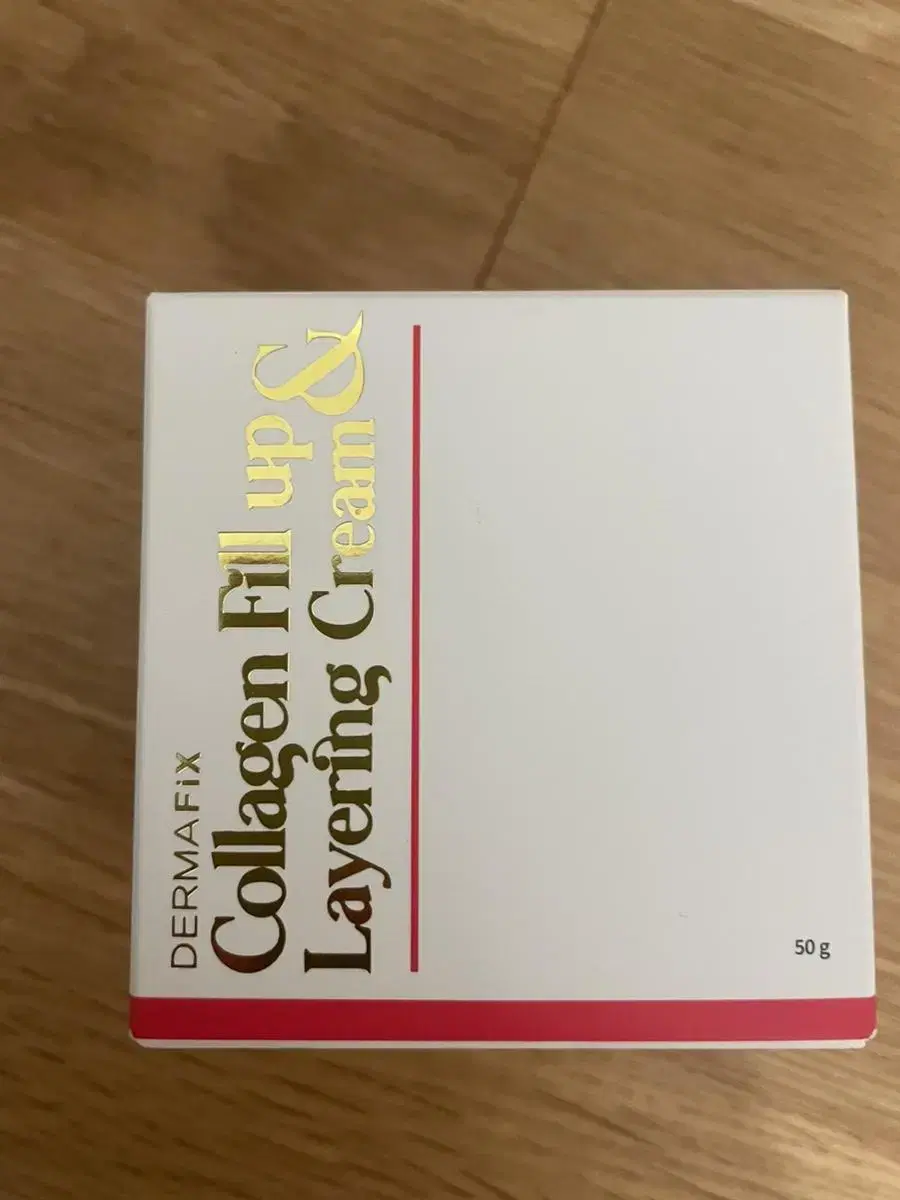 DERMAFiX
Collagen Fill up &
Layering Cream
50 g